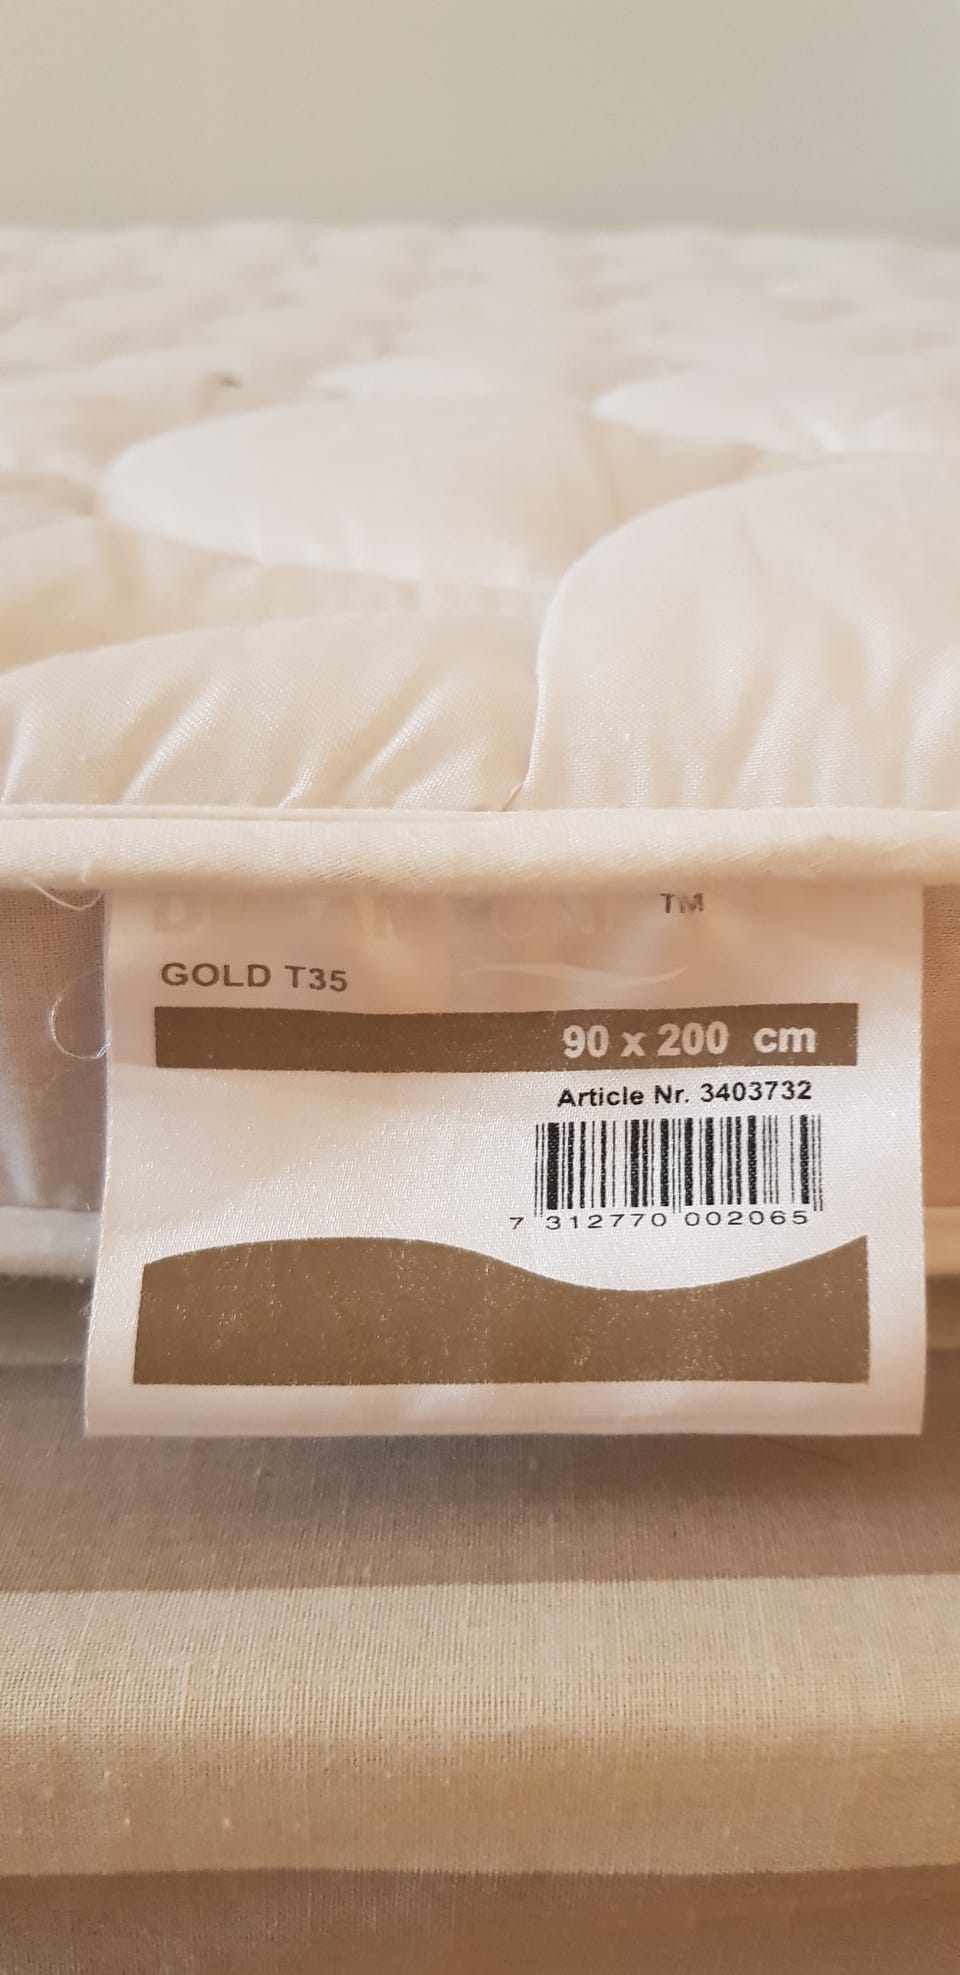 TM
GOLD T35
90 x 200 cm
Article Nr. 3403732
7 312770 002065